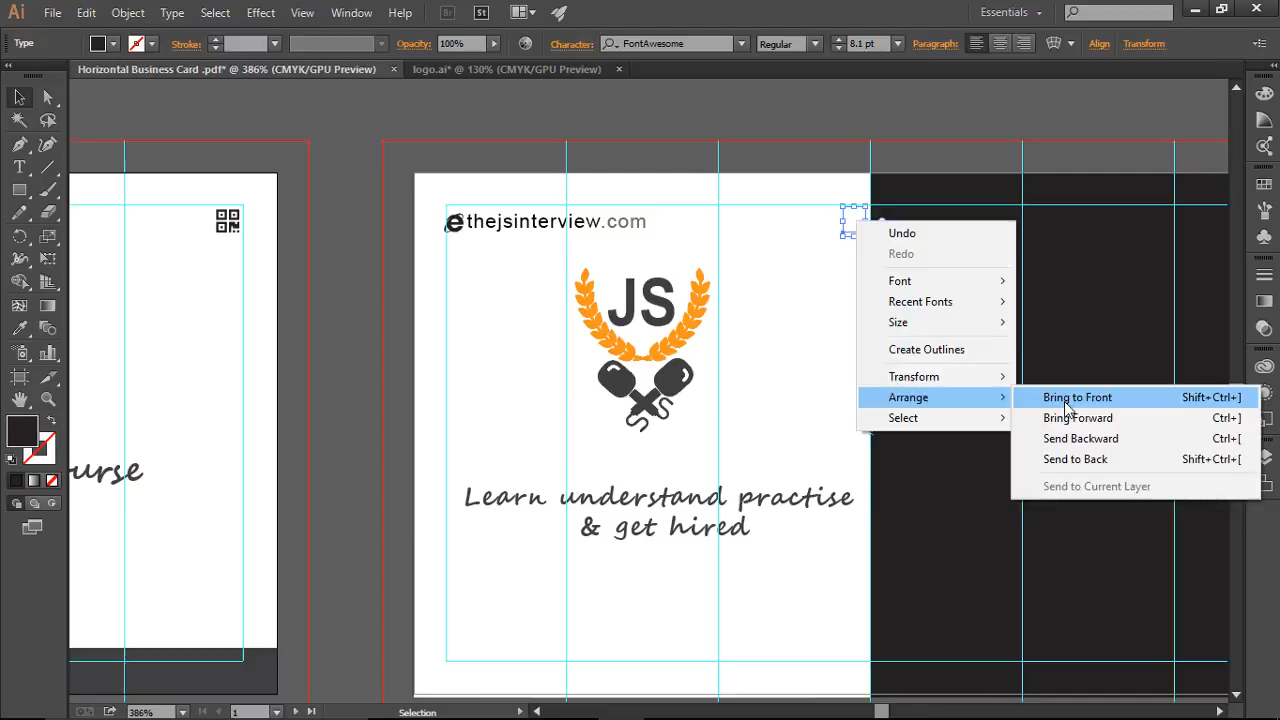 Ai File Edit Object Type Select Effect View Window Help Br St Essentials
Type Stroke: Opacity: 100% Character: FontAwesome Regular 8.1 pt Paragraph: Align Transform
Horizontal Business Card .pdf* @ 386% (CMYK/GPU Preview) × logo.ai* @ 130% (CMYK/GPU Preview) ×
e thejsinterview.com
JS
urse
Learn understand practise
& get hired
Undo
Redo
Font
Recent Fonts
Size
Create Outlines
Transform
Arrange
Select
Bring to Front Shift+Ctrl+]
Bring Forward Ctrl+]
Send Backward Ctrl+[
Send to Back Shift+Ctrl+[
Send to Current Layer
386% 1 Selection